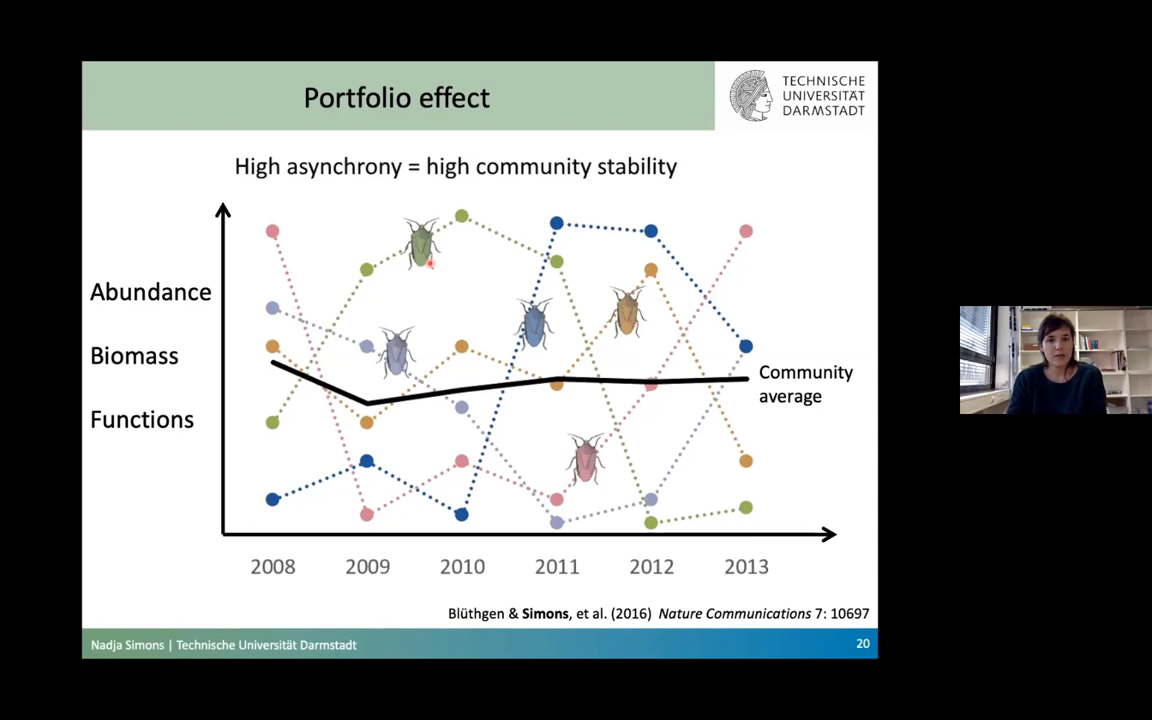 Portfolio effect
TECHNISCHE
UNIVERSITÄT
DARMSTADT
High asynchrony = high community stability
Abundance
Biomass
Functions
Community
average
2008 2009 2010 2011 2012 2013
Blüthgen & Simons, et al. (2016) Nature Communications 7: 10697
Nadja Simons | Technische Universität Darmstadt
20